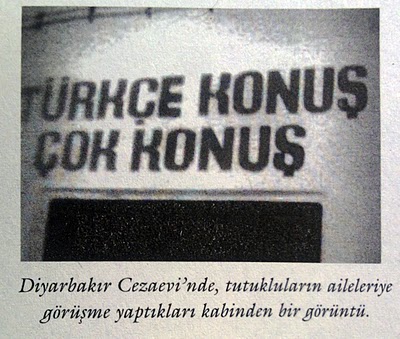 TÜRKÇE KONUŞ
ÇOK KONUŞ
Diyarbakır Cezaevi'nde, tutukluların aileleriye
görüşme yaptıkları kabinden bir görüntü.